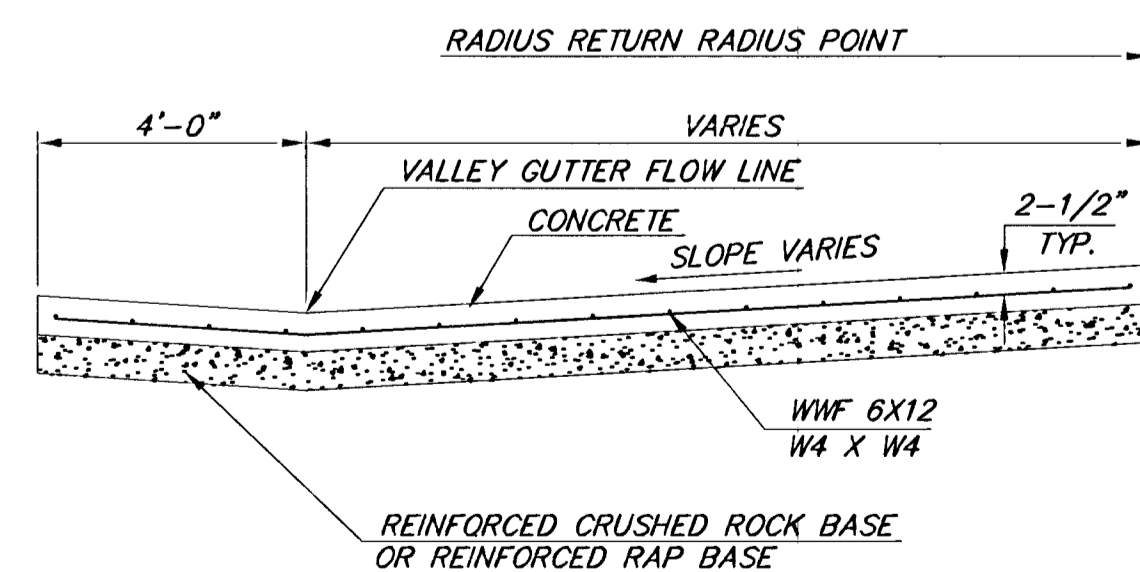 RADIUS RETURN RADIUS POINT
4'-0"
VARIES
VALLEY GUTTER FLOW LINE
2-1/2"
TYP.
CONCRETE
SLOPE VARIES
WWF 6X12
W4 X W4
REINFORCED CRUSHED ROCK BASE
OR REINFORCED RAP BASE